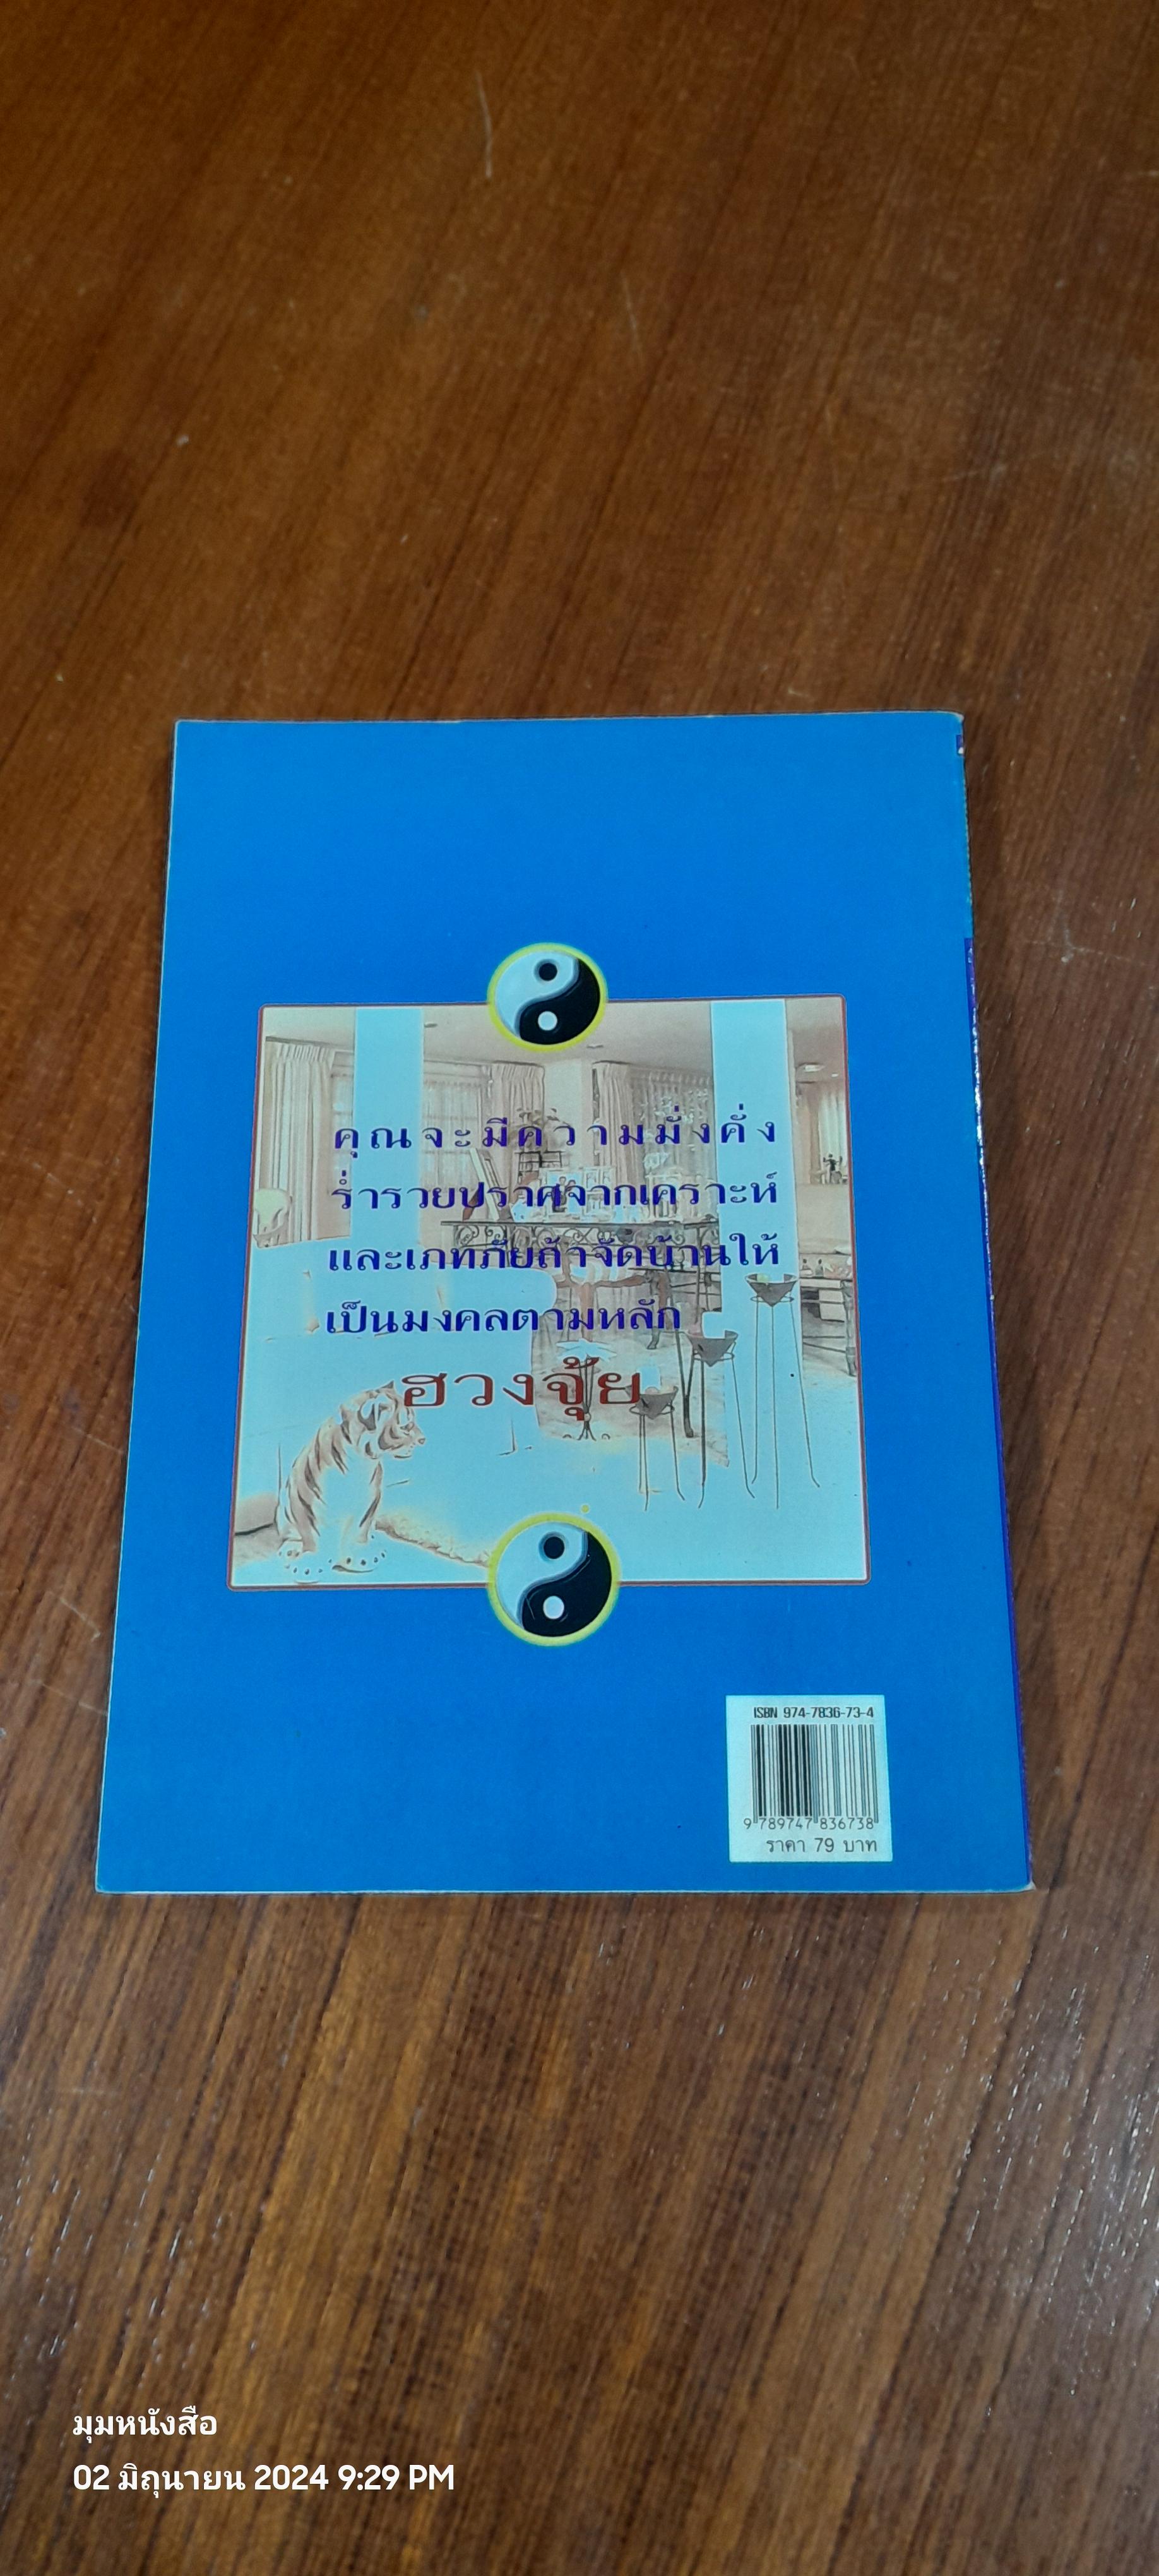 คุณจะมีความมั่งคั่ง
ร่ำรวยปราศจากเคราะห์
และเภทภัยถ้าจัดบ้านให้
เป็นมงคลตามหลัก
ฮวงจุ้ย
ISBN 974-7836-73-4
9 789747 836738
ราคา 79 บาท
มุมหนังสือ
02 มิถุนายน 2024 9:29 PM